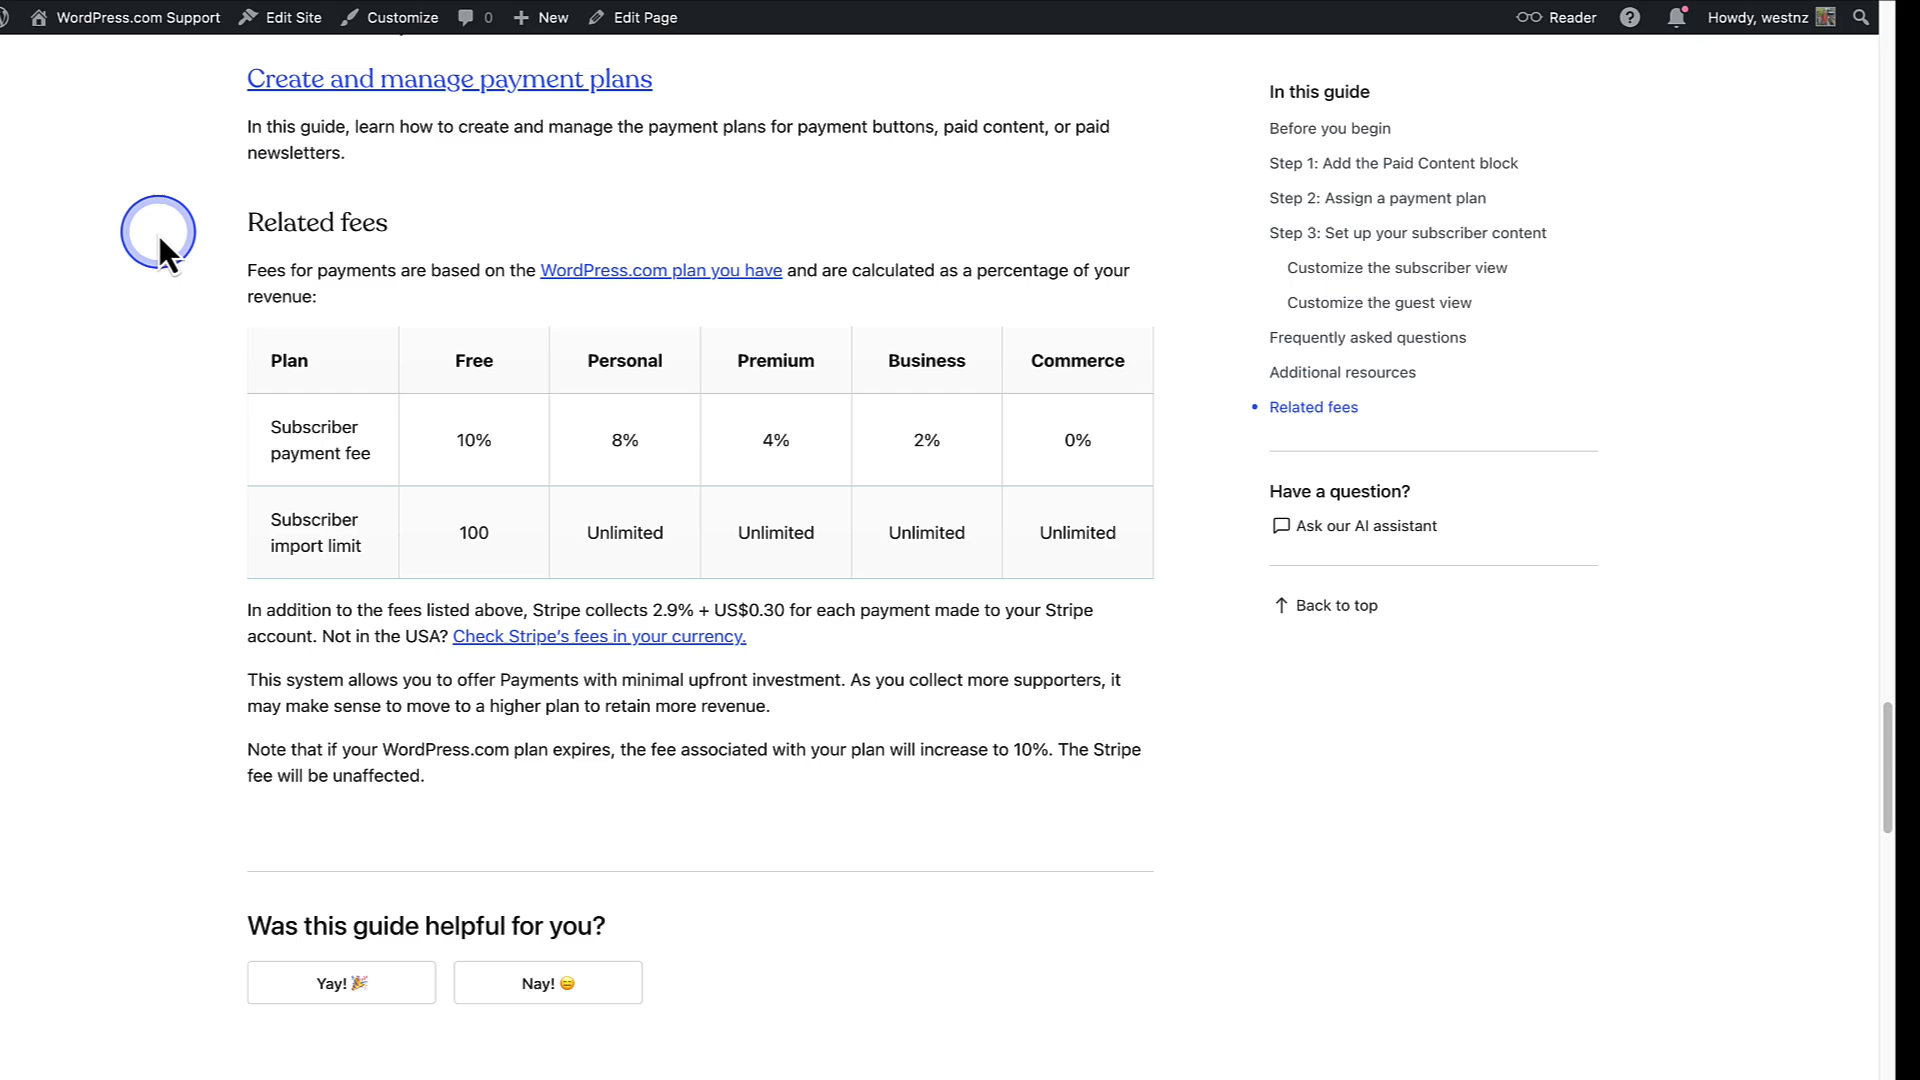 WordPress.com Support Edit Site Customize 0 New Edit Page Reader Howdy, westnz
Create and manage payment plans
In this guide, learn how to create and manage the payment plans for payment buttons, paid content, or paid
newsletters.
Related fees
Fees for payments are based on the WordPress.com plan you have and are calculated as a percentage of your
revenue:
Plan Free Personal Premium Business Commerce
Subscriber
payment fee
10% 8% 4% 2% 0%
Subscriber
import limit
100 Unlimited Unlimited Unlimited Unlimited
In addition to the fees listed above, Stripe collects 2.9% + US$0.30 for each payment made to your Stripe
account. Not in the USA? Check Stripe’s fees in your currency.
This system allows you to offer Payments with minimal upfront investment. As you collect more supporters, it
may make sense to move to a higher plan to retain more revenue.
Note that if your WordPress.com plan expires, the fee associated with your plan will increase to 10%. The Stripe
fee will be unaffected.
Was this guide helpful for you?
Yay! 🎉 Nay! 😑
In this guide
Before you begin
Step 1: Add the Paid Content block
Step 2: Assign a payment plan
Step 3: Set up your subscriber content
Customize the subscriber view
Customize the guest view
Frequently asked questions
Additional resources
Related fees
Have a question?
Ask our AI assistant
Back to top